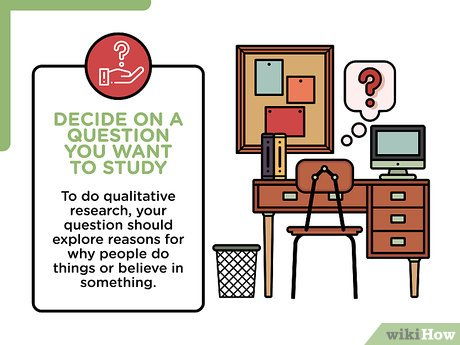 DECIDE ON A
QUESTION
YOU WANT
TO STUDY
To do qualitative
research, your
question should
explore reasons for
why people do
things or believe in
something.
?
?
wikiHow